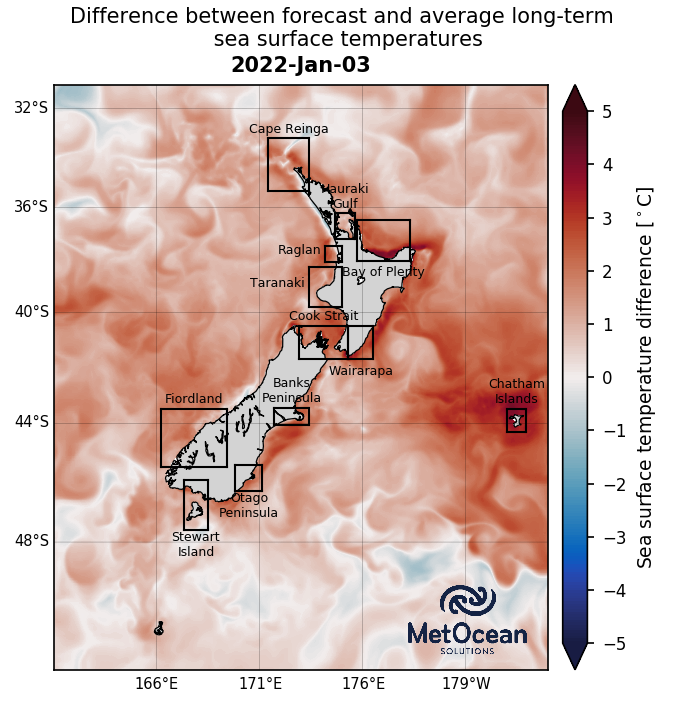 Difference between forecast and average long-term
sea surface temperatures
2022-Jan-03
32°S
36°S
40°S
44°S
48°S
Cape Reinga
Hauraki
Gulf
Raglan
Bay of Plenty
Taranaki
Cook Strait
Wairarapa
Banks
Peninsula
Fiordland
Chatham
Islands
Otago
Peninsula
Stewart
Island
MetOcean
SOLUTIONS
166°E
171°E
176°E
179°W
5
4
3
2
1
0
−1
−2
−3
−4
−5
Sea surface temperature difference [°C]